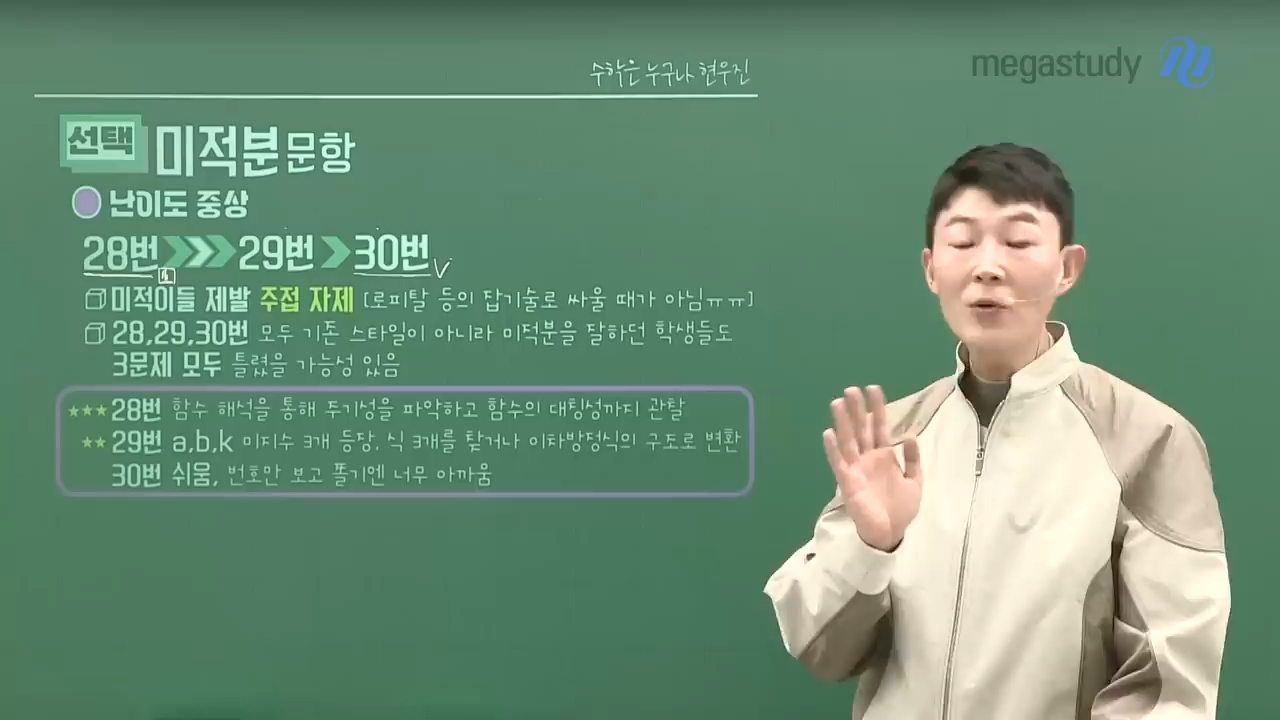 수학은 누구나 현우진
megastudy
선택 미적분 문항
난이도 중상
28번 29번 30번
미적이들 제발 주접 자제 [로피탈 등의 잡기술로 싸울 때가 아님ㅠㅠ]
28,29,30번 모두 기존 스타일이 아니라 미적분을 잘하던 학생들도
3문제 모두 틀렸을 가능성 있음
★★★28번 함수 해석을 통해 주기성을 파악하고 함수의 대칭성까지 관찰
★★29번 a,b,k 미지수 3개 등장, 식 3개를 찾거나 이차방정식의 구조로 변환
30번 쉬움, 번호만 보고 쫄기엔 너무 아까움